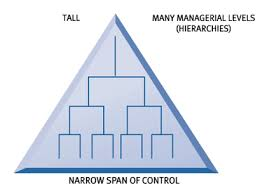 TALL
MANY MANAGERIAL LEVELS
(HIERARCHIES)
NARROW SPAN OF CONTROL